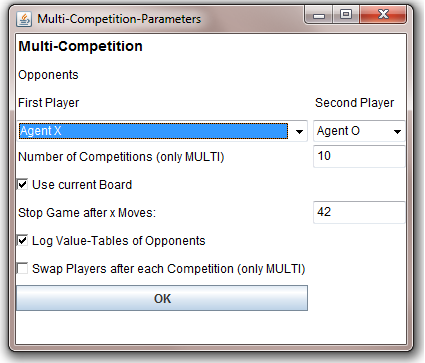 Multi-Competition-Parameters
Multi-Competition
Opponents
First Player Second Player
Agent X Agent O
Number of Competitions (only MULTI) 10
Use current Board
Stop Game after x Moves: 42
Log Value-Tables of Opponents
Swap Players after each Competition (only MULTI)
OK